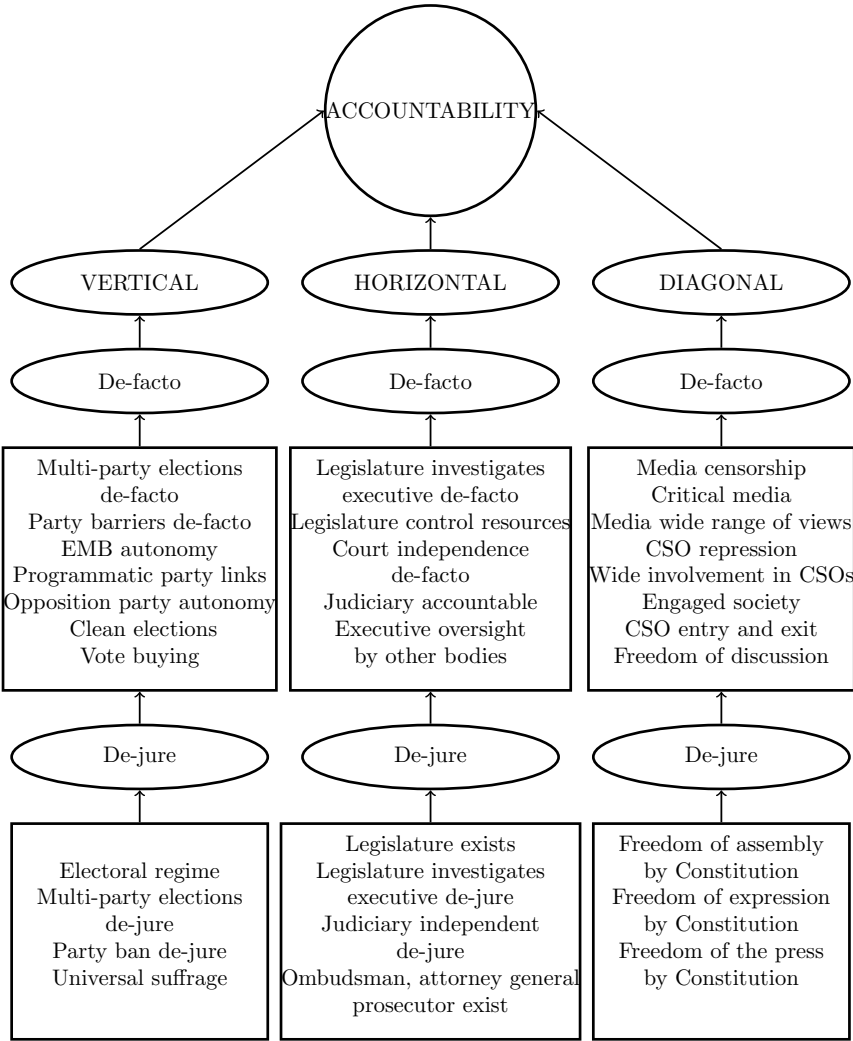 ACCOUNTABILITY
VERTICAL
HORIZONTAL
DIAGONAL
De-facto
De-facto
De-facto
Multi-party elections
de-facto
Party barriers de-facto
EMB autonomy
Programmatic party links
Opposition party autonomy
Clean elections
Vote buying
Legislature investigates
executive de-facto
Legislature control resources
Court independence
de-facto
Judiciary accountable
Executive oversight
by other bodies
Media censorship
Critical media
Media wide range of views
CSO repression
Wide involvement in CSOs
Engaged society
CSO entry and exit
Freedom of discussion
De-jure
De-jure
De-jure
Electoral regime
Multi-party elections
de-jure
Party ban de-jure
Universal suffrage
Legislature exists
Legislature investigates
executive de-jure
Judiciary independent
de-jure
Ombudsman, attorney general
prosecutor exist
Freedom of assembly
by Constitution
Freedom of expression
by Constitution
Freedom of the press
by Constitution